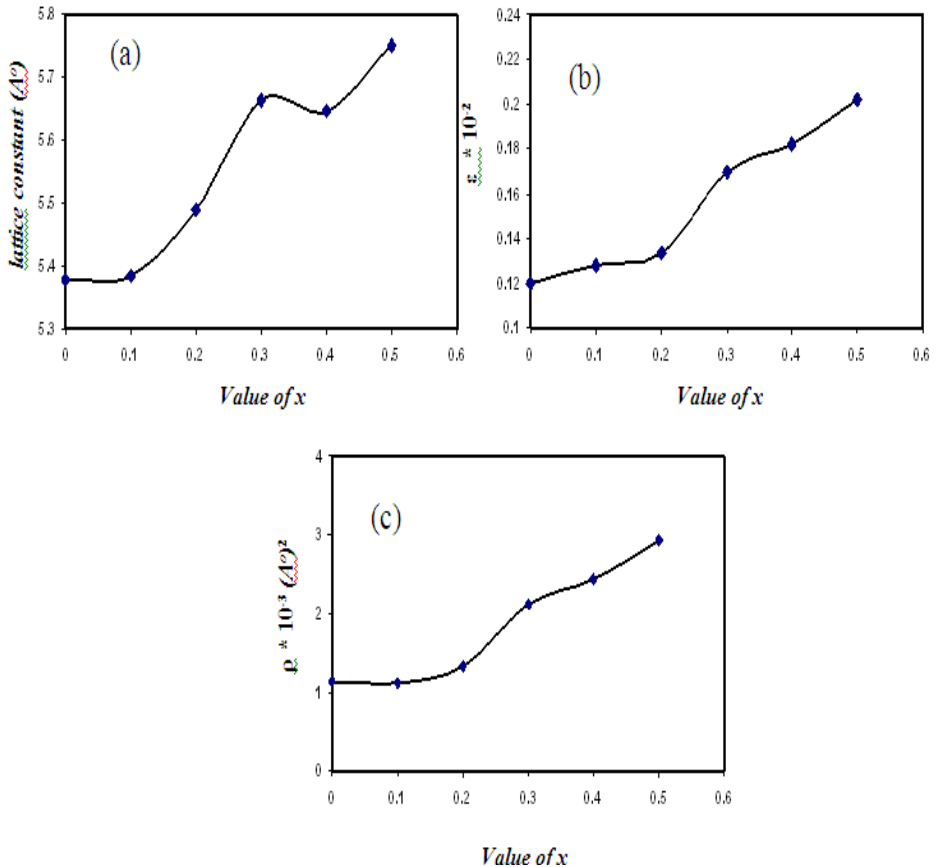 (a)
lattice constant (Aº)
5.8
5.7
5.6
5.5
5.4
5.3
0 0.1 0.2 0.3 0.4 0.5 0.6
Value of x
(b)
ε * 10⁻²
0.24
0.22
0.2
0.18
0.16
0.14
0.12
0.1
0 0.1 0.2 0.3 0.4 0.5 0.6
Value of x
(c)
ρ * 10⁻³ (Aº)²
4
3
2
1
0
0 0.1 0.2 0.3 0.4 0.5 0.6
Value of x